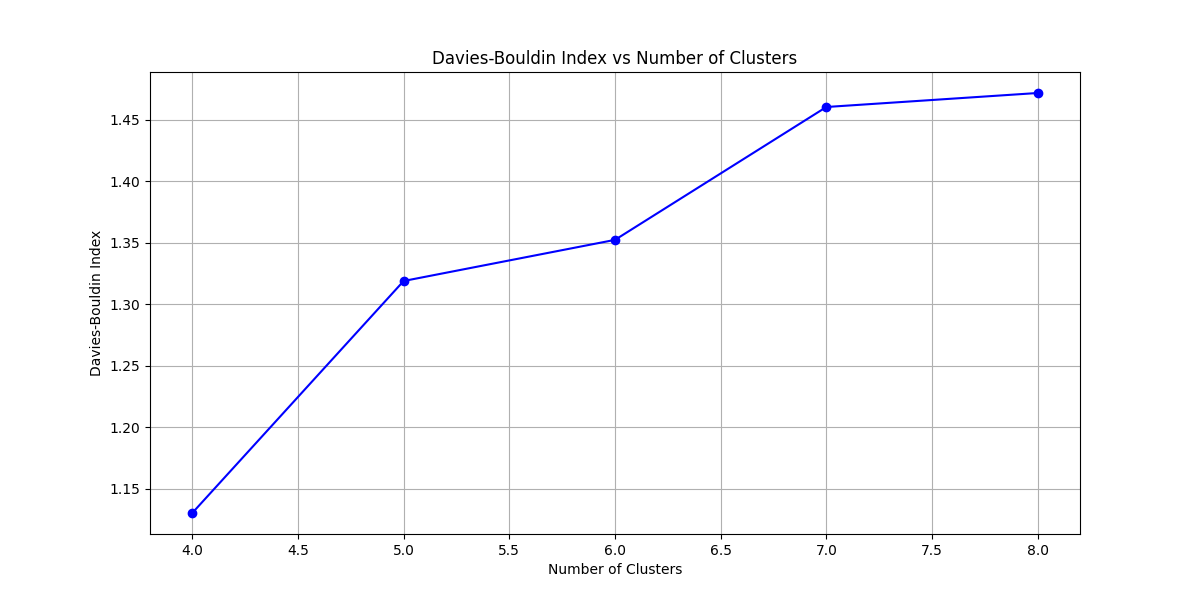 Davies-Bouldin Index vs Number of Clusters
1.45
1.40
1.35
1.30
1.25
1.20
1.15
Davies-Bouldin Index
4.0 4.5 5.0 5.5 6.0 6.5 7.0 7.5 8.0
Number of Clusters